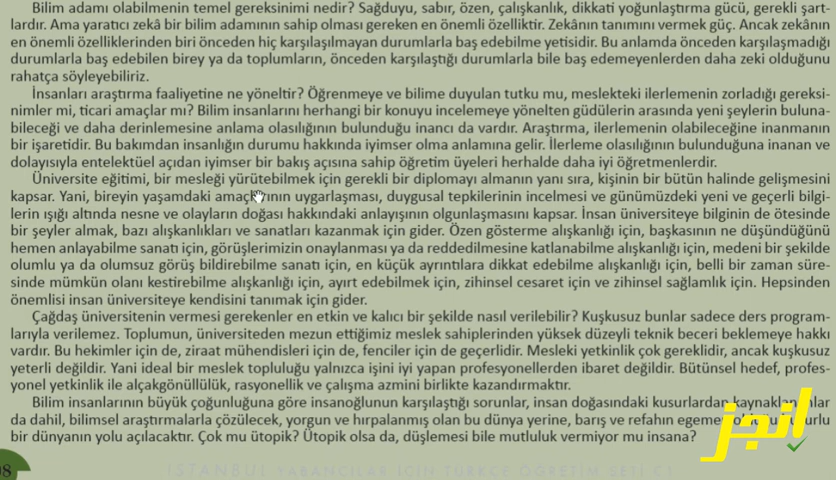 Bilim adamı olabilmenin temel gereksinimi nedir? Sağduyu, sabır, özen, çalışkanlık, dikkati yoğunlaştırma gücü, gerekli şart-
lardır. Ama yaratıcı zekâ bir bilim adamının sahip olması gereken en önemli özelliktir. Zekânın tanımını vermek güç. Ancak zekânın
en önemli özelliklerinden biri önceden hiç karşılaşılmayan durumlarla baş edebilme yetisidir. Bu anlamda önceden karşılaşmadığı
durumlarla baş edebilen birey ya da toplumların, önceden karşılaştığı durumlarla bile baş edemeyenlerden daha zeki olduğunu
rahatça söyleyebiliriz.
İnsanları araştırma faaliyetine ne yöneltir? Öğrenmeye ve bilime duyulan tutku mu, meslekteki ilerlemenin zorladığı gereksi-
nimler mi, ticari amaçlar mı? Bilim insanlarını herhangi bir konuyu incelemeye yönelten güdülerin arasında yeni şeylerin buluna-
bileceği ve daha derinlemesine anlama olasılığının bulunduğu inancı da vardır. Araştırma, ilerlemenin olabileceğine inanmanın
bir işaretidir. Bu bakımdan insanlığın durumu hakkında iyimser olma anlamına gelir. İlerleme olasılığının bulunduğuna inanan ve
dolayısıyla entelektüel açıdan iyimser bir bakış açısına sahip öğretim üyeleri herhalde daha iyi öğretmenlerdir.
Üniversite eğitimi, bir mesleği yürütebilmek için gerekli bir diplomayı almanın yanı sıra, kişinin bir bütün halinde gelişmesini
kapsar. Yani, bireyin yaşamdaki amaçlarının uygarlaşması, duygusal tepkilerinin incelmesi ve günümüzdeki yeni ve geçerli bilgi-
lerin ışığı altında nesne ve olayların doğası hakkındaki anlayışının olgunlaşmasını kapsar. İnsan üniversiteye bilginin de ötesinde
bir şeyler almak, bazı alışkanlıkları ve sanatları kazanmak için gider. Özen gösterme alışkanlığı için, başkasının ne düşündüğünü
hemen anlayabilme sanatı için, görüşlerimizin onaylanması ya da reddedilmesine katlanabilme alışkanlığı için, medeni bir şekilde
olumlu ya da olumsuz görüş bildirebilme sanatı için, en küçük ayrıntılara dikkat edebilme alışkanlığı için, belli bir zaman süre-
sinde mümkün olanı kestirebilme alışkanlığı için, ayırt edebilmek için, zihinsel cesaret için ve zihinsel sağlamlık için. Hepsinden
önemlisi insan üniversiteye kendisini tanımak için gider.
Çağdaş üniversitenin vermesi gerekenler en etkin ve kalıcı bir şekilde nasıl verilebilir? Kuşkusuz bunlar sadece ders program-
larıyla verilemez. Toplumun, üniversiteden mezun ettiğimiz meslek sahiplerinden yüksek düzeyli teknik beceri beklemeye hakkı
vardır. Bu hekimler için de, ziraat mühendisleri için de, fenciler için de geçerlidir. Mesleki yetkinlik çok gereklidir, ancak kuşkusuz
yeterli değildir. Yani ideal bir meslek topluluğu yalnızca işini iyi yapan profesyonellerden ibaret değildir. Bütünsel hedef, profes-
yonel yetkinlik ile alçakgönüllülük, rasyonellik ve çalışma azmini birlikte kazandırmaktır.
Bilim insanlarının büyük çoğunluğuna göre insanoğlunun karşılaştığı sorunlar, insan doğasındaki kusurlardan
da dahil, bilimsel araştırmalarla çözülecek, yorgun ve hırpalanmış olan bu dünya yerine, barış ve refahın
bir dünyanın yolu açılacaktır. Çok mu ütopik? Ütopik olsa da, düşlemesi bile mutluluk vermiyor mu insana?
انجز
İSTANBUL YABANCILAR İÇİN TÜRKÇE ÖĞRETİM SETİ C1